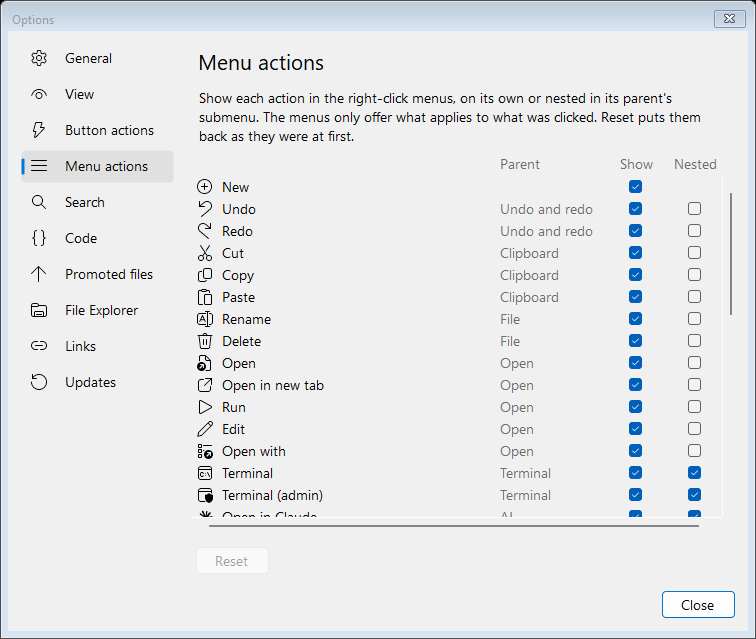 Options
General
View
Button actions
Menu actions
Search
Code
Promoted files
File Explorer
Links
Updates
Menu actions
Show each action in the right-click menus, on its own or nested in its parent's
submenu. The menus only offer what applies to what was clicked. Reset puts them
back as they were at first.
Parent Show Nested
New
Undo Undo and redo
Redo Undo and redo
Cut Clipboard
Copy Clipboard
Paste Clipboard
Rename File
Delete File
Open Open
Open in new tab Open
Run Open
Edit Open
Open with Open
Terminal Terminal
Terminal (admin) Terminal
Open in Claude AI
Reset
Close